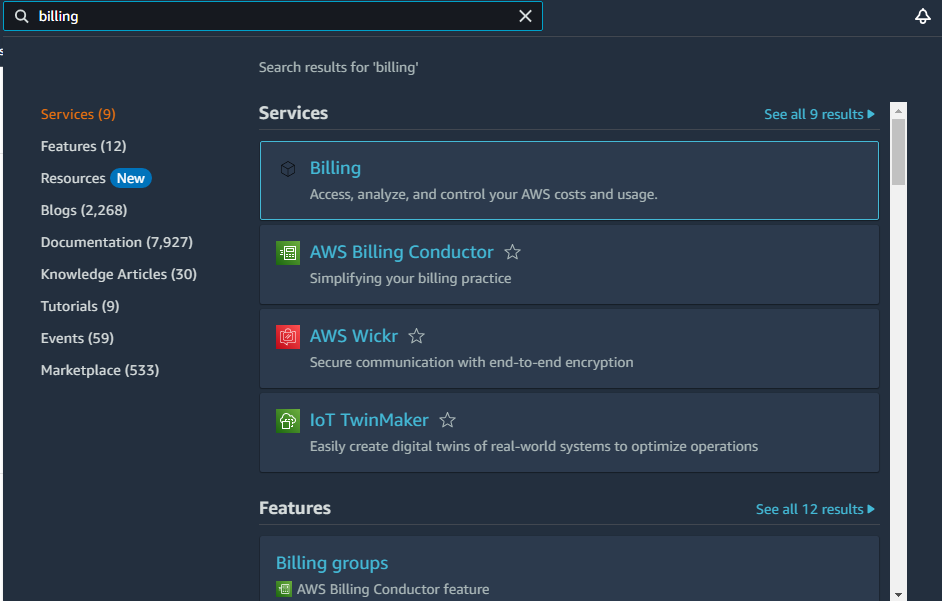 billing
Search results for 'billing'
Services (9)
Features (12)
Resources New
Blogs (2,268)
Documentation (7,927)
Knowledge Articles (30)
Tutorials (9)
Events (59)
Marketplace (533)
Services
See all 9 results
Billing
Access, analyze, and control your AWS costs and usage.
AWS Billing Conductor
Simplifying your billing practice
AWS Wickr
Secure communication with end-to-end encryption
IoT TwinMaker
Easily create digital twins of real-world systems to optimize operations
Features
See all 12 results
Billing groups
AWS Billing Conductor feature